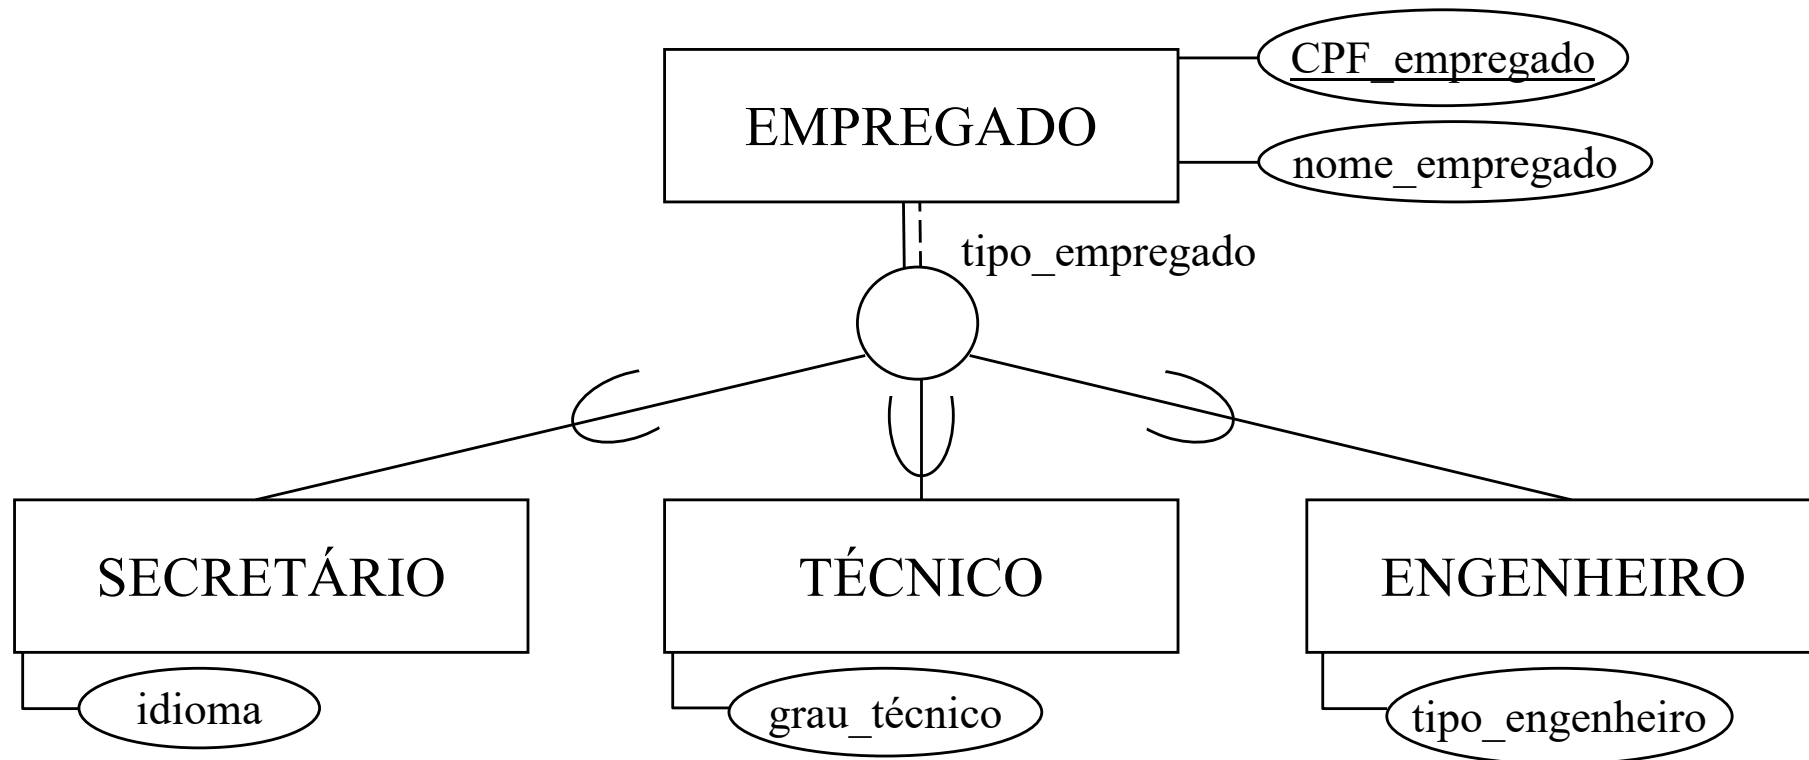 CPF_empregado
EMPREGADO
nome_empregado
tipo_empregado
SECRETÁRIO
TÉCNICO
ENGENHEIRO
idioma
grau_técnico
tipo_engenheiro